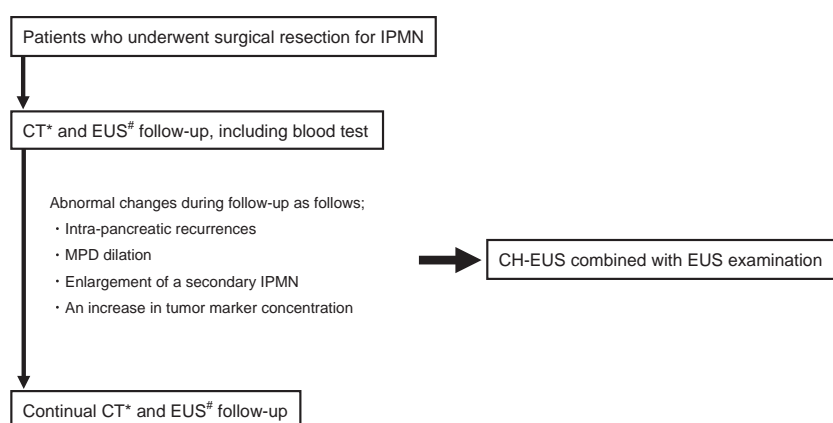 Patients who underwent surgical resection for IPMN
CT* and EUS# follow-up, including blood test
Abnormal changes during follow-up as follows;
・Intra-pancreatic recurrences
・MPD dilation
・Enlargement of a secondary IPMN
・An increase in tumor marker concentration
CH-EUS combined with EUS examination
Continual CT* and EUS# follow-up